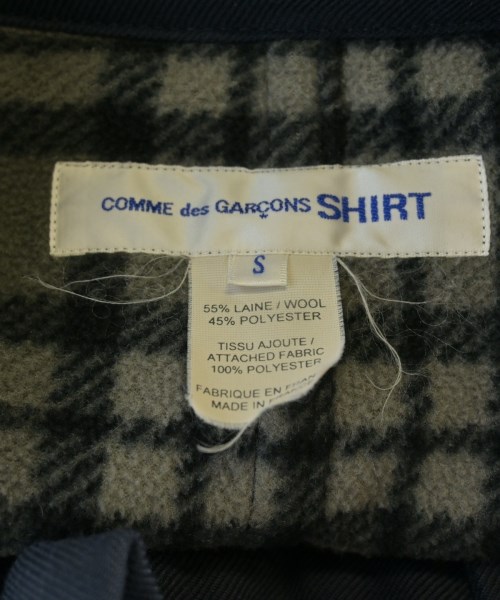 COMME des GARÇONS SHIRT
S
55% LAINE / WOOL
45% POLYESTER
TISSU AJOUTE /
ATTACHED FABRIC
100% POLYESTER
FABRIQUE EN
MADE IN